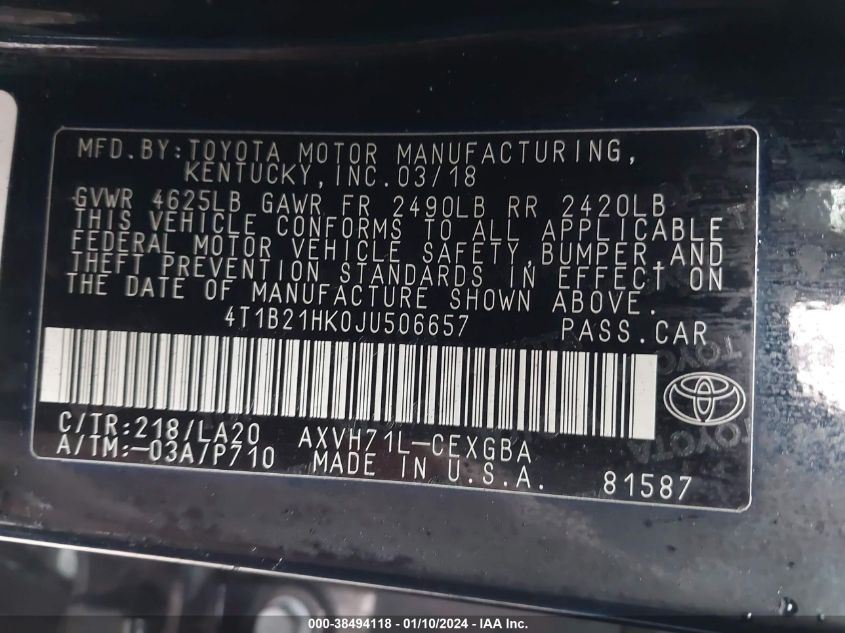 MFD.BY:TOYOTA MOTOR MANUFACTURING,
KENTUCKY,INC.03/18
GVWR 4625LB GAWR FR 2490LB RR 2420LB
THIS VEHICLE CONFORMS TO ALL APPLICABLE
FEDERAL MOTOR VEHICLE SAFETY,BUMPER,AND
THEFT PREVENTION STANDARDS IN EFFECT ON
THE DATE OF MANUFACTURE SHOWN ABOVE.
4T1B21HK0JU506657 PASS.CAR
C/TR:218/LA20 AXVH71L-CEXGBA
A/TM:-03A/P710 MADE IN U.S.A. 81587
TOYOTA
TOYOTA
000-38494118 - 01/10/2024 - IAA Inc.